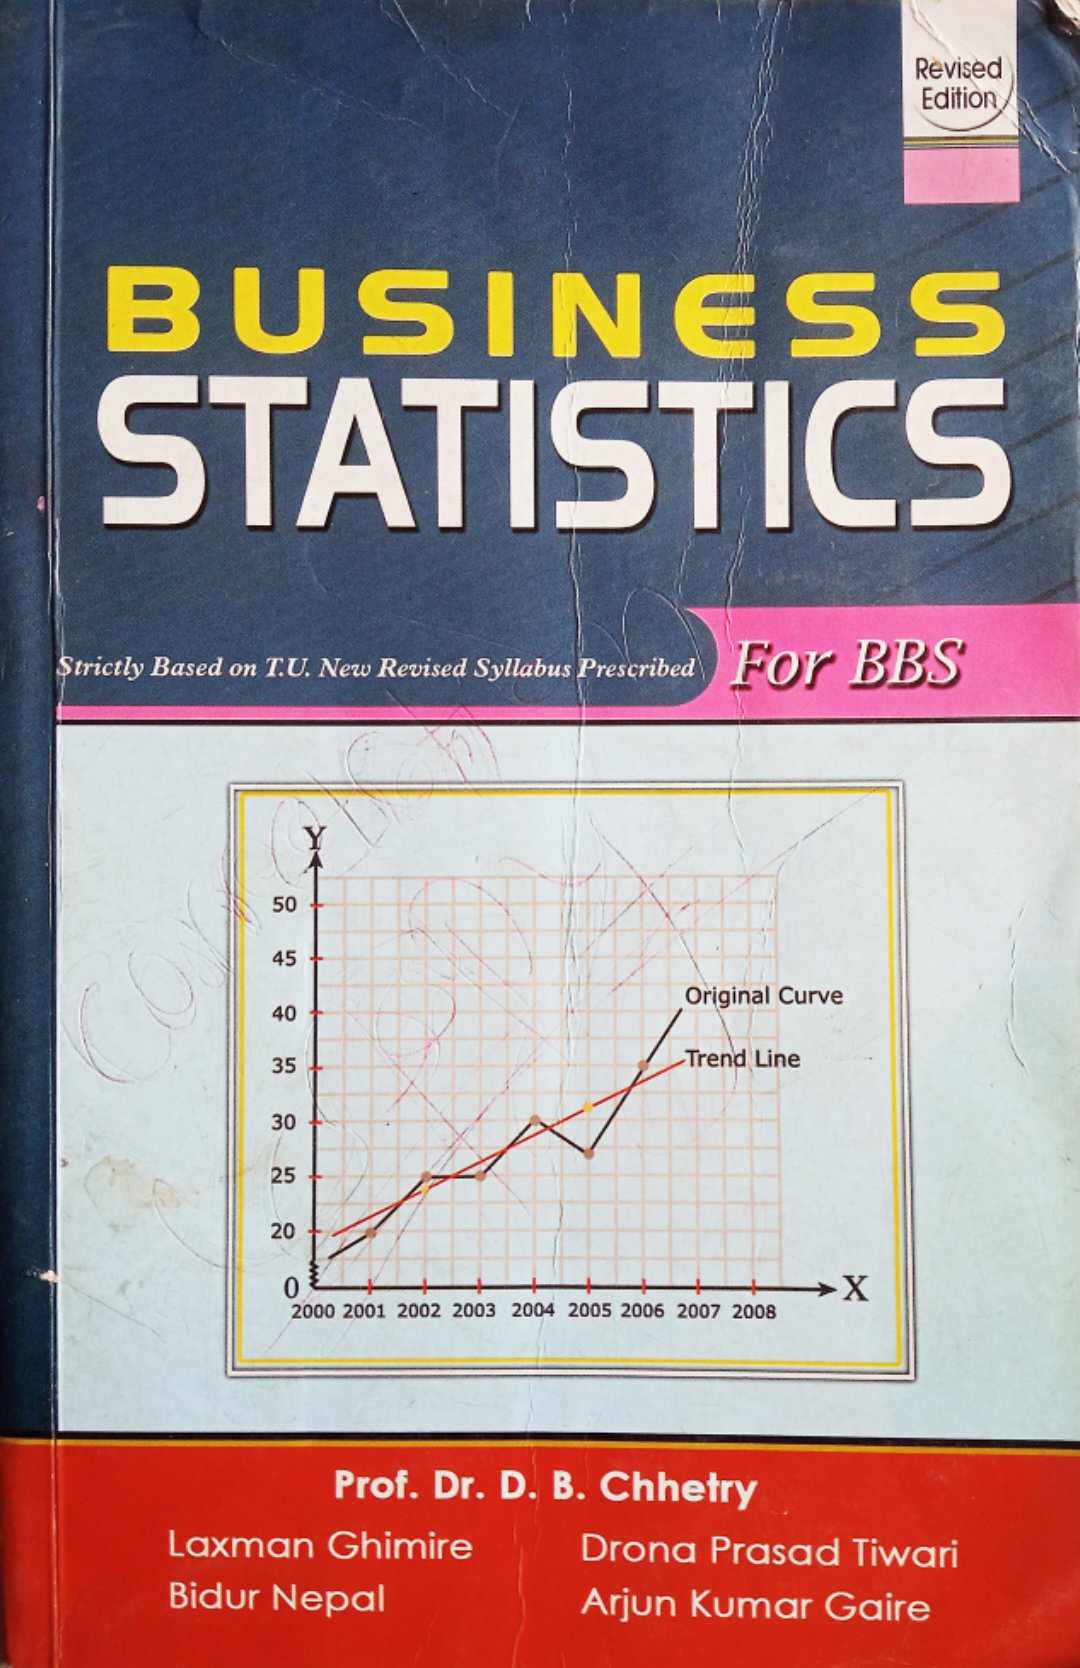 Revised
Edition
BUSINESS
STATISTICS
Strictly Based on T.U. New Revised Syllabus Prescribed
For BBS
Y
50
45
40
35
30
25
20
0
Original Curve
Trend Line
X
2000 2001 2002 2003 2004 2005 2006 2007 2008
Prof. Dr. D. B. Chhetry
Laxman Ghimire
Drona Prasad Tiwari
Bidur Nepal
Arjun Kumar Gaire